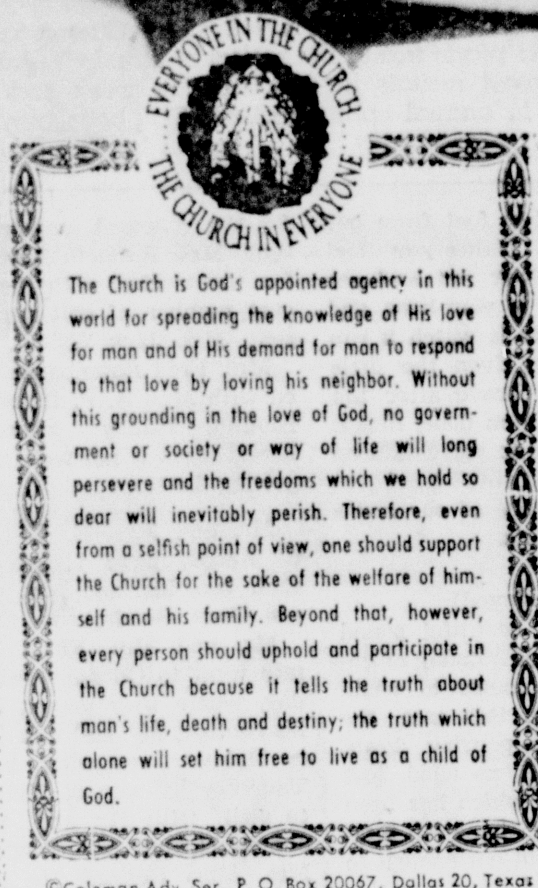 EVERYONE IN THE CHURCH
THE CHURCH IN EVERYONE
The Church is God's appointed agency in this
world for spreading the knowledge of His love
for man and of His demand for man to respond
to that love by loving his neighbor. Without
this grounding in the love of God, no govern-
ment or society or way of life will long
persevere and the freedoms which we hold so
dear will inevitably perish. Therefore, even
from a selfish point of view, one should support
the Church for the sake of the welfare of him-
self and his family. Beyond that, however,
every person should uphold and participate in
the Church because it tells the truth about
man's life, death and destiny; the truth which
alone will set him free to live as a child of
God.
©Coleman Adv. Ser., P. O. Box 20067, Dallas 20, Texas